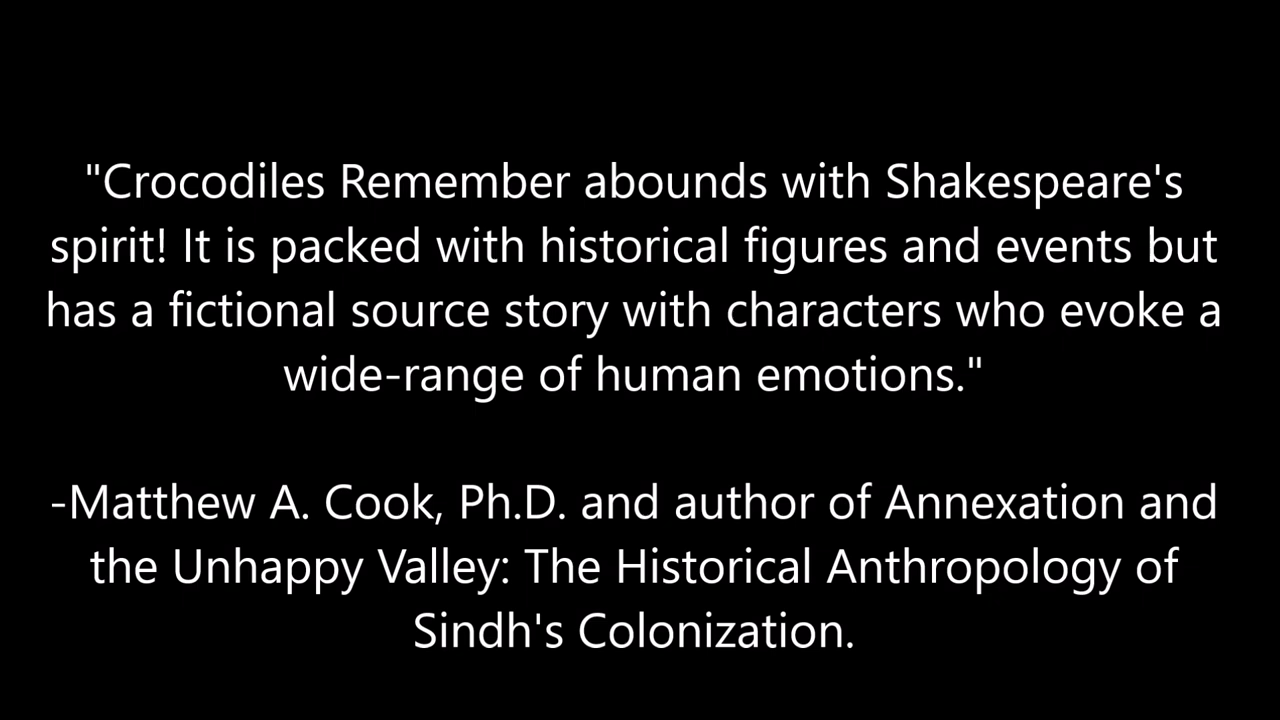 "Crocodiles Remember abounds with Shakespeare's
spirit! It is packed with historical figures and events but
has a fictional source story with characters who evoke a
wide-range of human emotions."
-Matthew A. Cook, Ph.D. and author of Annexation and
the Unhappy Valley: The Historical Anthropology of
Sindh's Colonization.